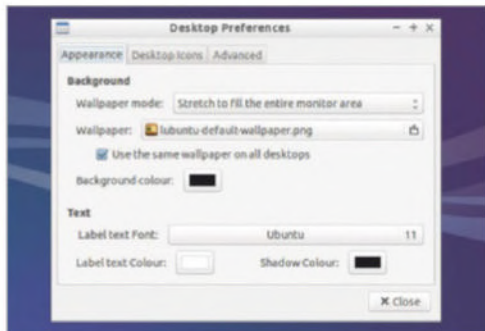 Desktop Preferences
Appearance Desktop Icons Advanced
Background
Wallpaper mode: Stretch to fill the entire monitor area
Wallpaper: lubuntu-default-wallpaper.png
Use the same wallpaper on all desktops
Background colour:
Text
Label text Font: Ubuntu 11
Label text Colour: Shadow Colour:
Close